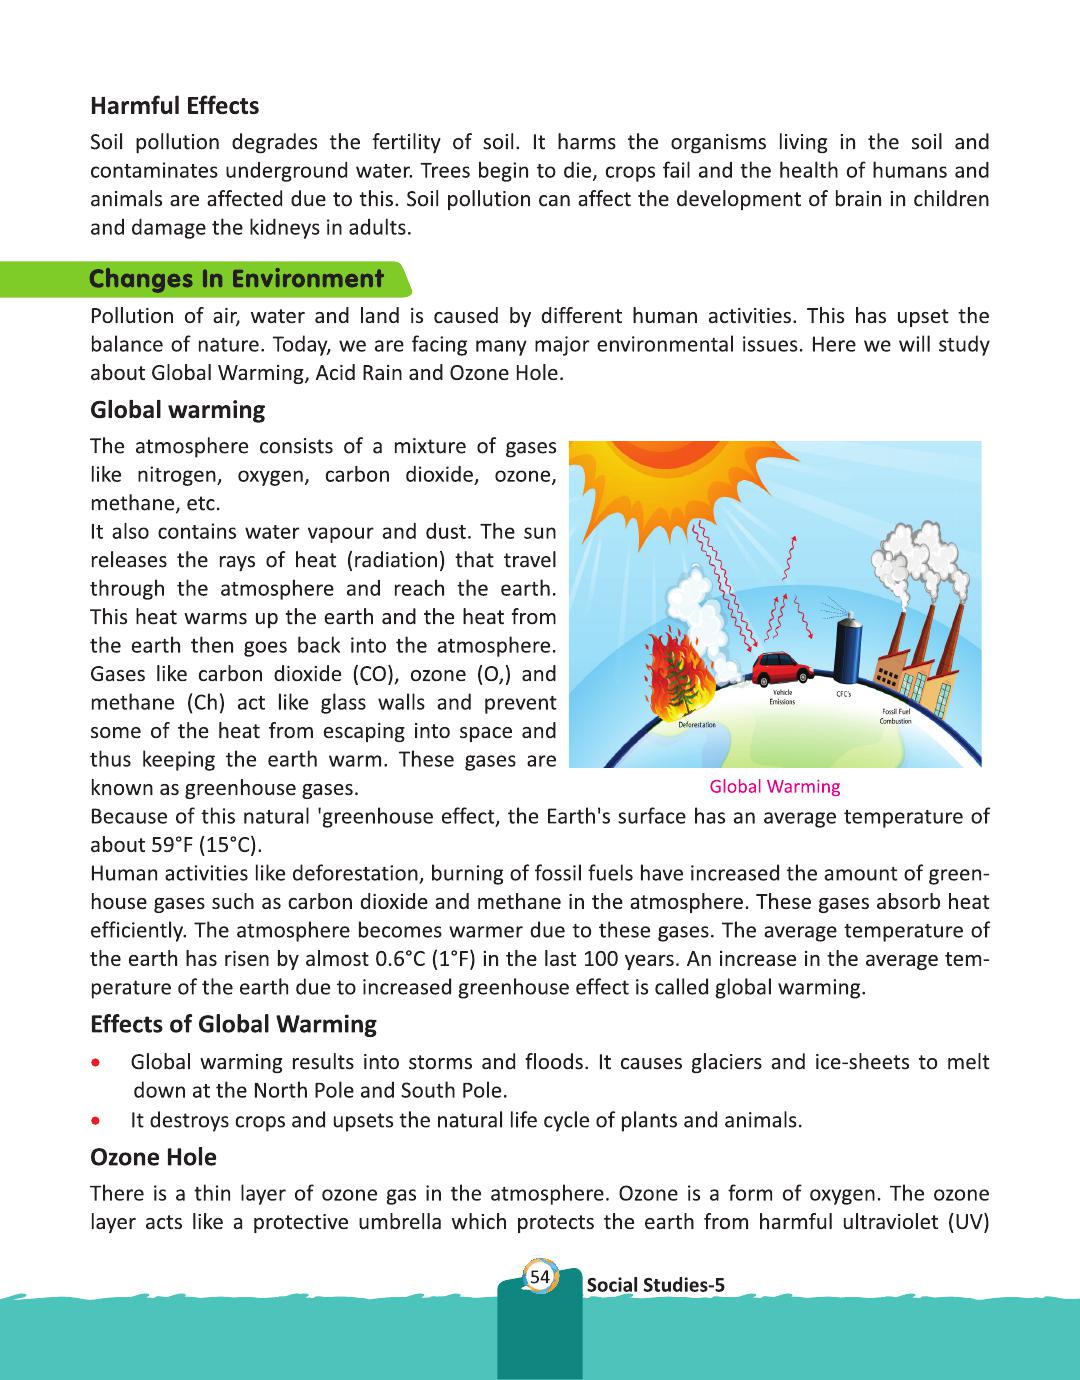 Harmful Effects
Soil pollution degrades the fertility of soil. It harms the organisms living in the soil and
contaminates underground water. Trees begin to die, crops fail and the health of humans and
animals are affected due to this. Soil pollution can affect the development of brain in children
and damage the kidneys in adults.
Changes In Environment
Pollution of air, water and land is caused by different human activities. This has upset the
balance of nature. Today, we are facing many major environmental issues. Here we will study
about Global Warming, Acid Rain and Ozone Hole.
Global warming
The atmosphere consists of a mixture of gases
like nitrogen, oxygen, carbon dioxide, ozone,
methane, etc.
It also contains water vapour and dust. The sun
releases the rays of heat (radiation) that travel
through the atmosphere and reach the earth.
This heat warms up the earth and the heat from
the earth then goes back into the atmosphere.
Gases like carbon dioxide (CO), ozone (O,) and
methane (Ch) act like glass walls and prevent
some of the heat from escaping into space and
thus keeping the earth warm. These gases are
known as greenhouse gases.
Vehicle
Emissions
CFC's
Fossil Fuel
Combustion
Deforestation
Global Warming
Because of this natural 'greenhouse effect, the Earth's surface has an average temperature of
about 59°F (15°C).
Human activities like deforestation, burning of fossil fuels have increased the amount of green-
house gases such as carbon dioxide and methane in the atmosphere. These gases absorb heat
efficiently. The atmosphere becomes warmer due to these gases. The average temperature of
the earth has risen by almost 0.6°C (1°F) in the last 100 years. An increase in the average tem-
perature of the earth due to increased greenhouse effect is called global warming.
Effects of Global Warming
• Global warming results into storms and floods. It causes glaciers and ice-sheets to melt
down at the North Pole and South Pole.
• It destroys crops and upsets the natural life cycle of plants and animals.
Ozone Hole
There is a thin layer of ozone gas in the atmosphere. Ozone is a form of oxygen. The ozone
layer acts like a protective umbrella which protects the earth from harmful ultraviolet (UV)
54
Social Studies-5